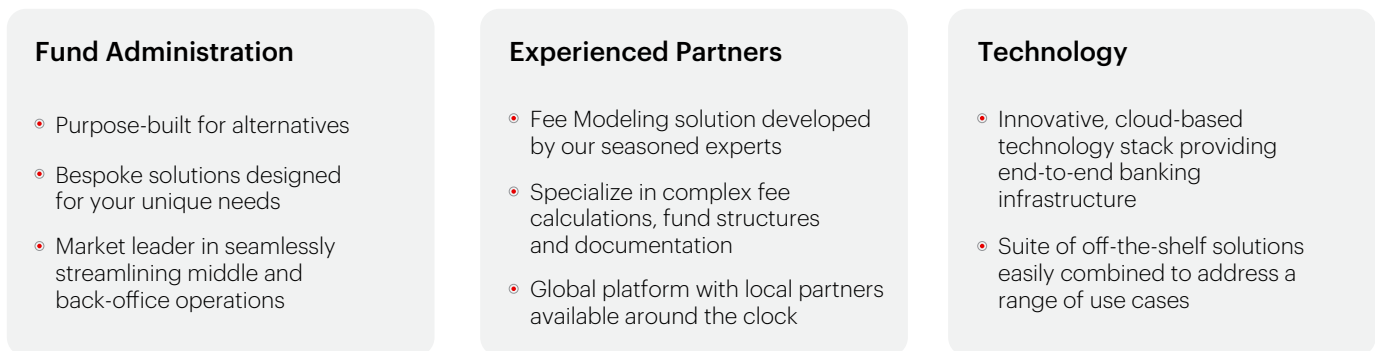 Fund Administration
Purpose-built for alternatives
Bespoke solutions designed
for your unique needs
Market leader in seamlessly
streamlining middle and
back-office operations
Experienced Partners
Fee Modeling solution developed
by our seasoned experts
Specialize in complex fee
calculations, fund structures
and documentation
Global platform with local partners
available around the clock
Technology
Innovative, cloud-based
technology stack providing
end-to-end banking
infrastructure
Suite of off-the-shelf solutions
easily combined to address a
range of use cases